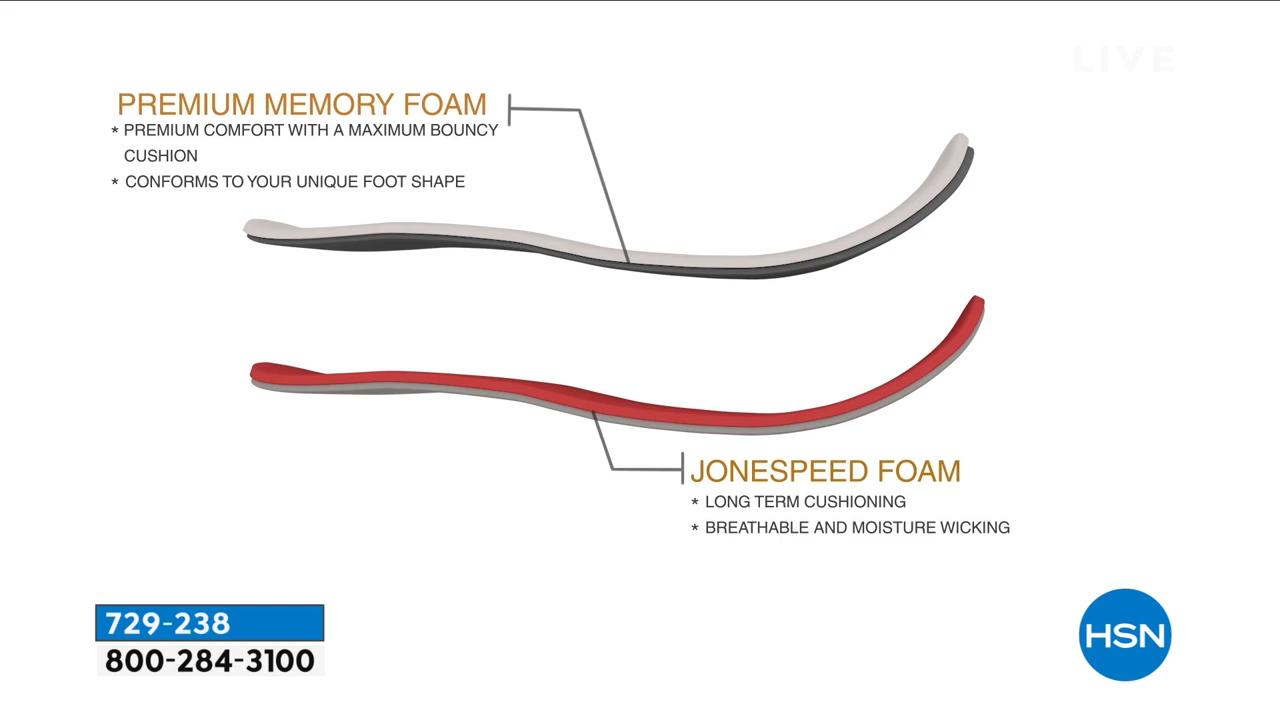 LIVE
PREMIUM MEMORY FOAM
* PREMIUM COMFORT WITH A MAXIMUM BOUNCY
CUSHION
* CONFORMS TO YOUR UNIQUE FOOT SHAPE
JONESPEED FOAM
* LONG TERM CUSHIONING
* BREATHABLE AND MOISTURE WICKING
729-238
800-284-3100
HSN